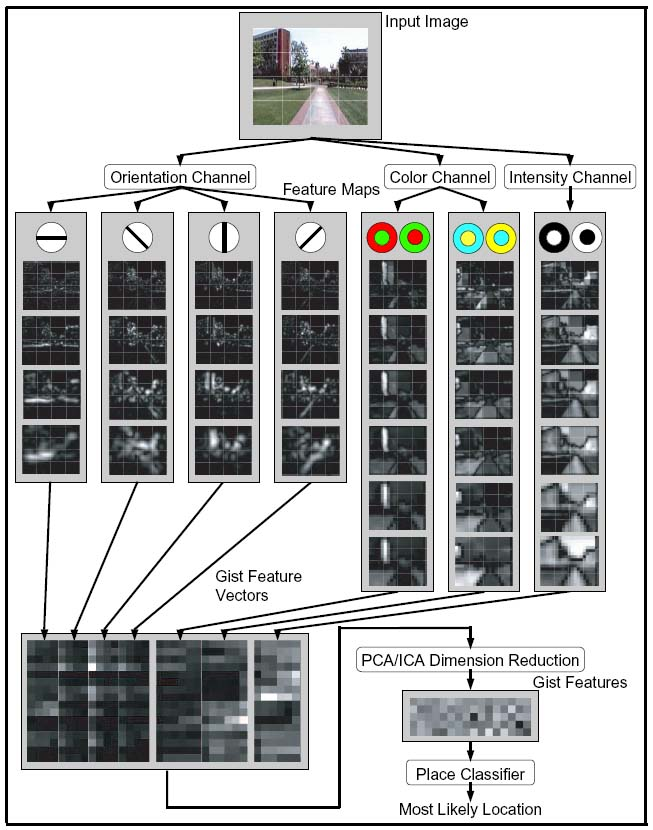 Input Image
Orientation Channel
Feature Maps
Color Channel
Intensity Channel
Gist Feature
Vectors
PCA/ICA Dimension Reduction
Gist Features
Place Classifier
Most Likely Location